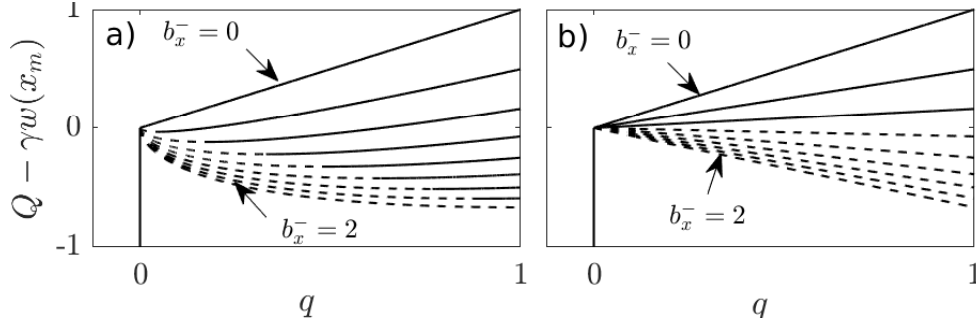 a)
b_x^- = 0
b_x^- = 2
Q − γw(x_m)
1
0
-1
0
1
q
b)
b_x^- = 0
b_x^- = 2
0
1
q